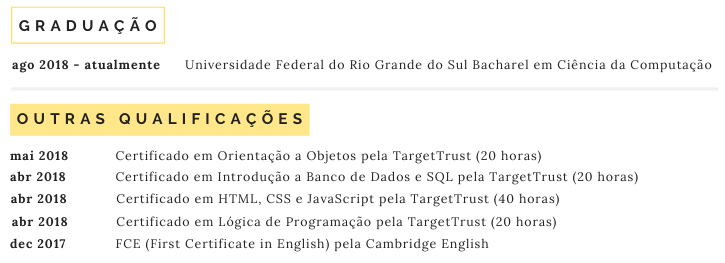 GRADUAÇÃO
ago 2018 - atualmente Universidade Federal do Rio Grande do Sul Bacharel em Ciência da Computação
OUTRAS QUALIFICAÇÕES
mai 2018 Certificado em Orientação a Objetos pela TargetTrust (20 horas)
abr 2018 Certificado em Introdução a Banco de Dados e SQL pela TargetTrust (20 horas)
abr 2018 Certificado em HTML, CSS e JavaScript pela TargetTrust (40 horas)
abr 2018 Certificado em Lógica de Programação pela TargetTrust (20 horas)
dec 2017 FCE (First Certificate in English) pela Cambridge English